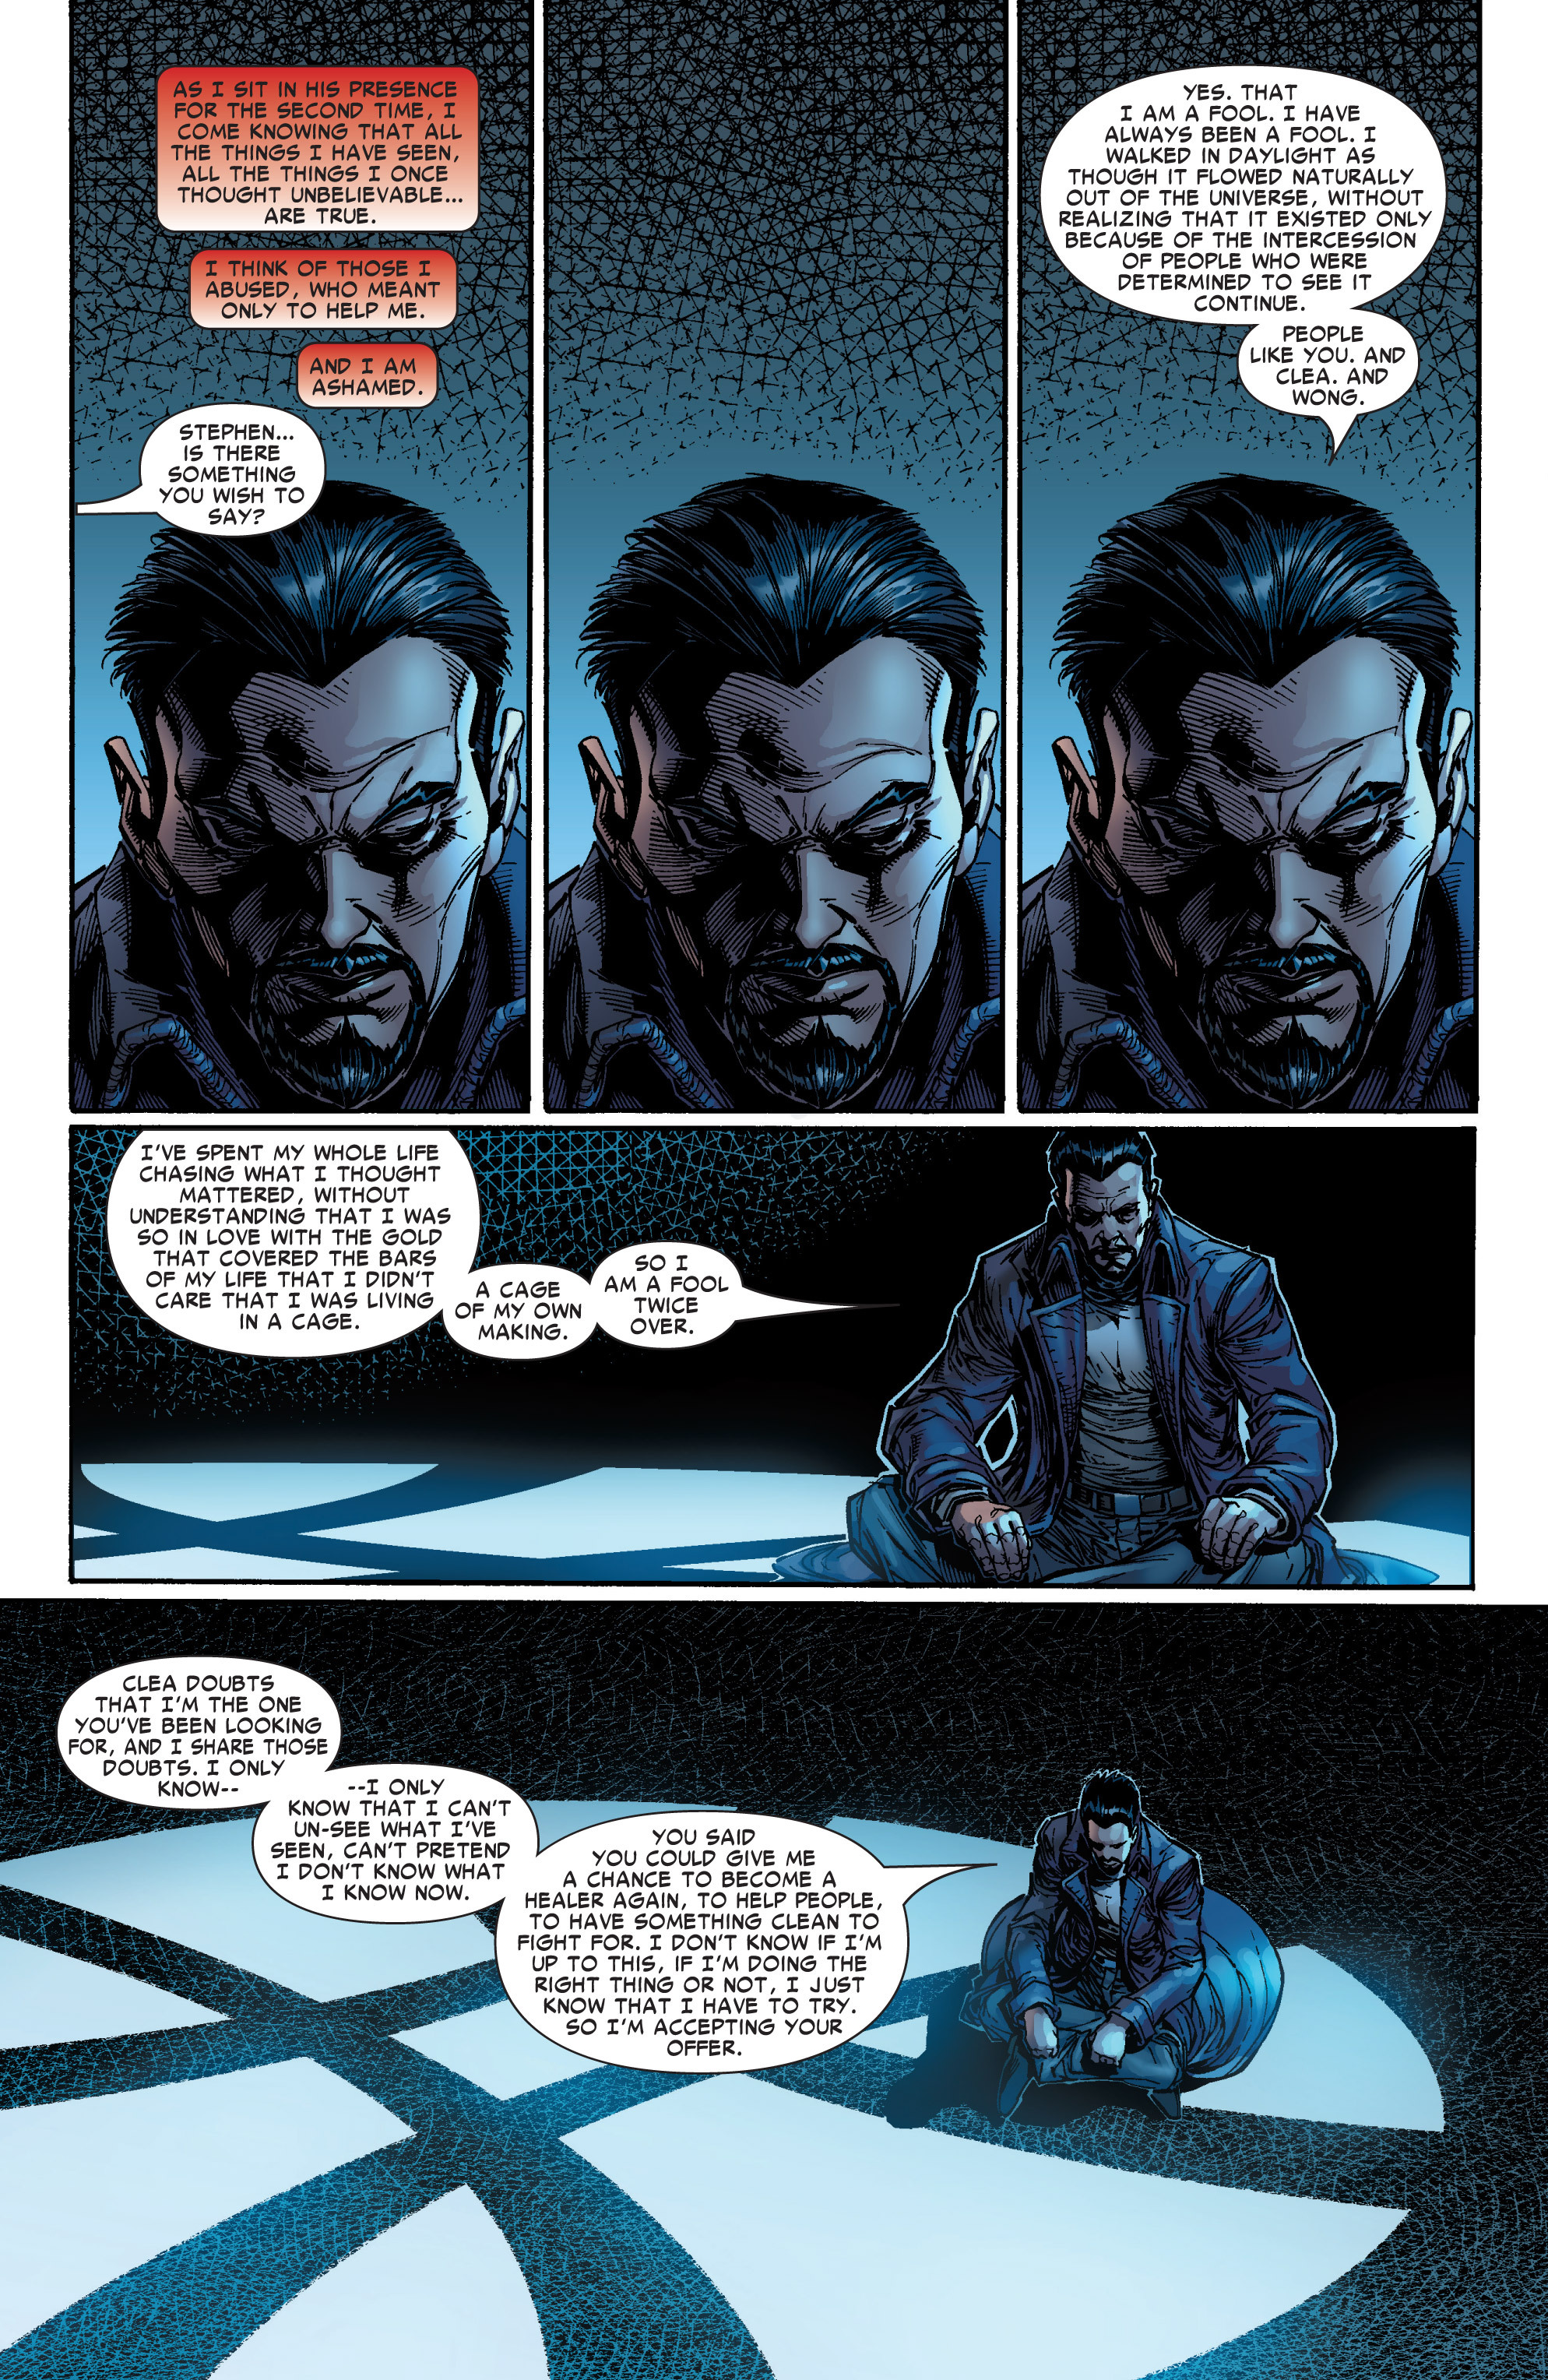 AS I SIT IN HIS PRESENCE
FOR THE SECOND TIME, I
COME KNOWING THAT ALL
THE THINGS I HAVE SEEN,
ALL THE THINGS I ONCE
THOUGHT UNBELIEVABLE...
ARE TRUE.
I THINK OF THOSE I
ABUSED, WHO MEANT
ONLY TO HELP ME.
AND I AM
ASHAMED.
STEPHEN...
IS THERE
SOMETHING
YOU WISH TO
SAY?
YES. THAT
I AM A FOOL. I HAVE
ALWAYS BEEN A FOOL. I
WALKED IN DAYLIGHT AS
THOUGH IT FLOWED NATURALLY
OUT OF THE UNIVERSE, WITHOUT
REALIZING THAT IT EXISTED ONLY
BECAUSE OF THE INTERCESSION
OF PEOPLE WHO WERE
DETERMINED TO SEE IT
CONTINUE.
PEOPLE
LIKE YOU. AND
CLEA. AND
WONG.
I'VE SPENT MY WHOLE LIFE
CHASING WHAT I THOUGHT
MATTERED, WITHOUT
UNDERSTANDING THAT I WAS
SO IN LOVE WITH THE GOLD
THAT COVERED THE BARS
OF MY LIFE THAT I DIDN'T
CARE THAT I WAS LIVING
IN A CAGE.
A CAGE
OF MY OWN
MAKING.
SO I
AM A FOOL
TWICE
OVER.
CLEA DOUBTS
THAT I'M THE ONE
YOU'VE BEEN LOOKING
FOR, AND I SHARE THOSE
DOUBTS. I ONLY
KNOW--
--I ONLY
KNOW THAT I CAN'T
UN-SEE WHAT I'VE
SEEN, CAN'T PRETEND
I DON'T KNOW WHAT
I KNOW NOW.
YOU SAID
YOU COULD GIVE ME
A CHANCE TO BECOME A
HEALER AGAIN, TO HELP PEOPLE,
TO HAVE SOMETHING CLEAN TO
FIGHT FOR. I DON'T KNOW IF I'M
UP TO THIS, IF I'M DOING THE
RIGHT THING OR NOT, I JUST
KNOW THAT I HAVE TO TRY.
SO I'M ACCEPTING YOUR
OFFER.